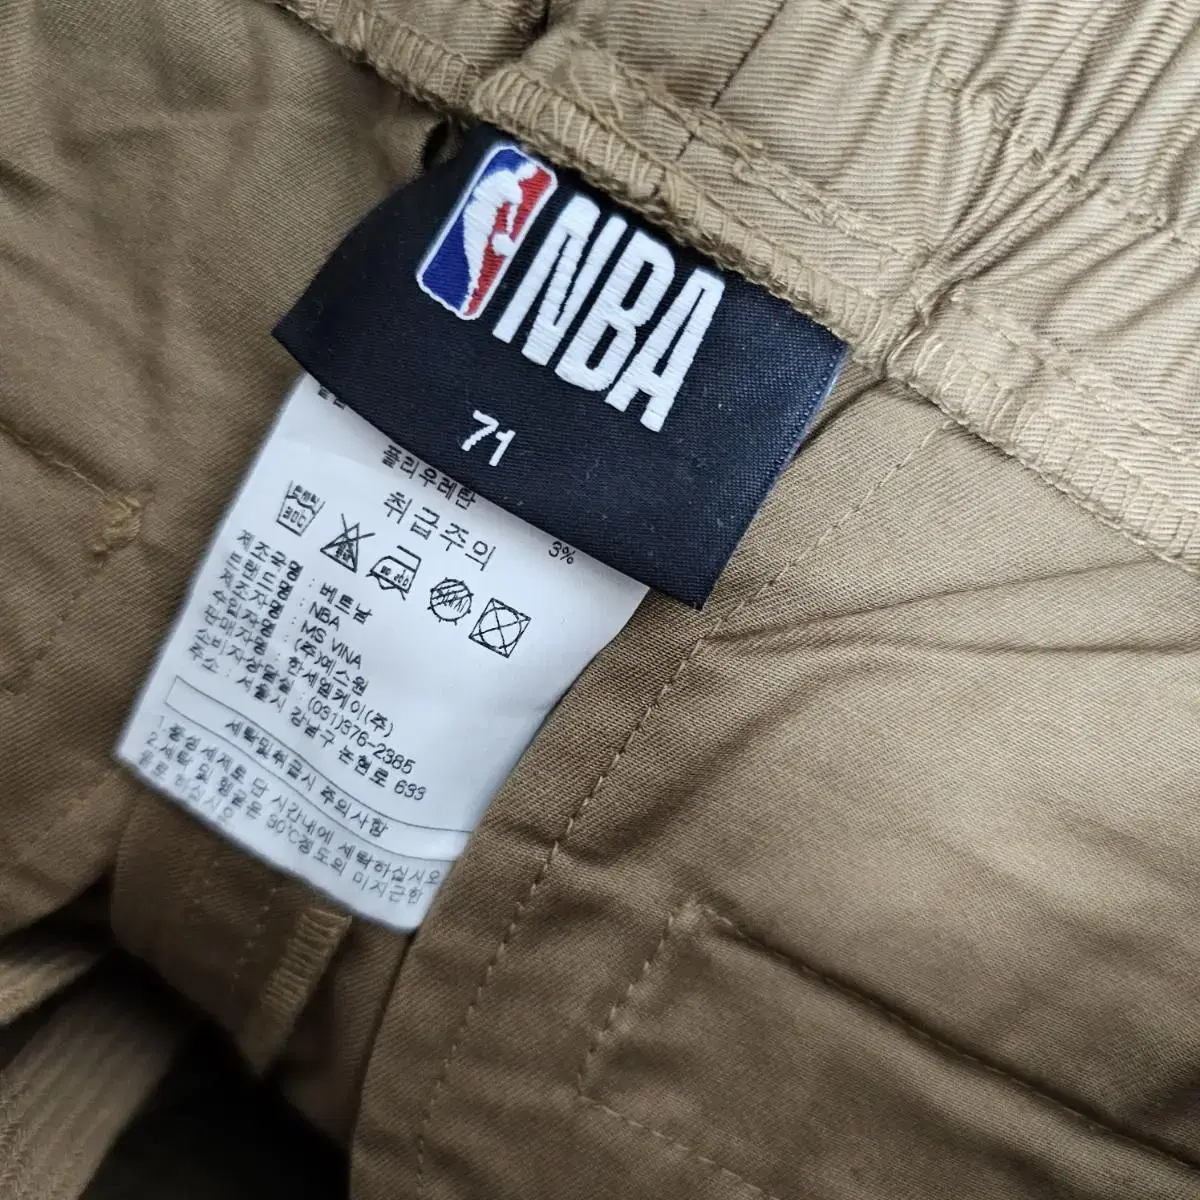 NBA
71
폴리우레탄 3%
취급주의
제조국명 : 베트남
브랜드명 : NBA
제조자명 : MS VINA
수입자명 : (주)예스원
판매자명 : 한세엠케이(주)
소비자상담실 : (031)376-2385
주소 : 서울시 강남구 논현로 633
세탁및취급시 주의사항
1.중성세제로 단시간내에 세탁하십시오
2.세탁 및 헹굼은 30℃정도의 미지근한
물로 하십시오